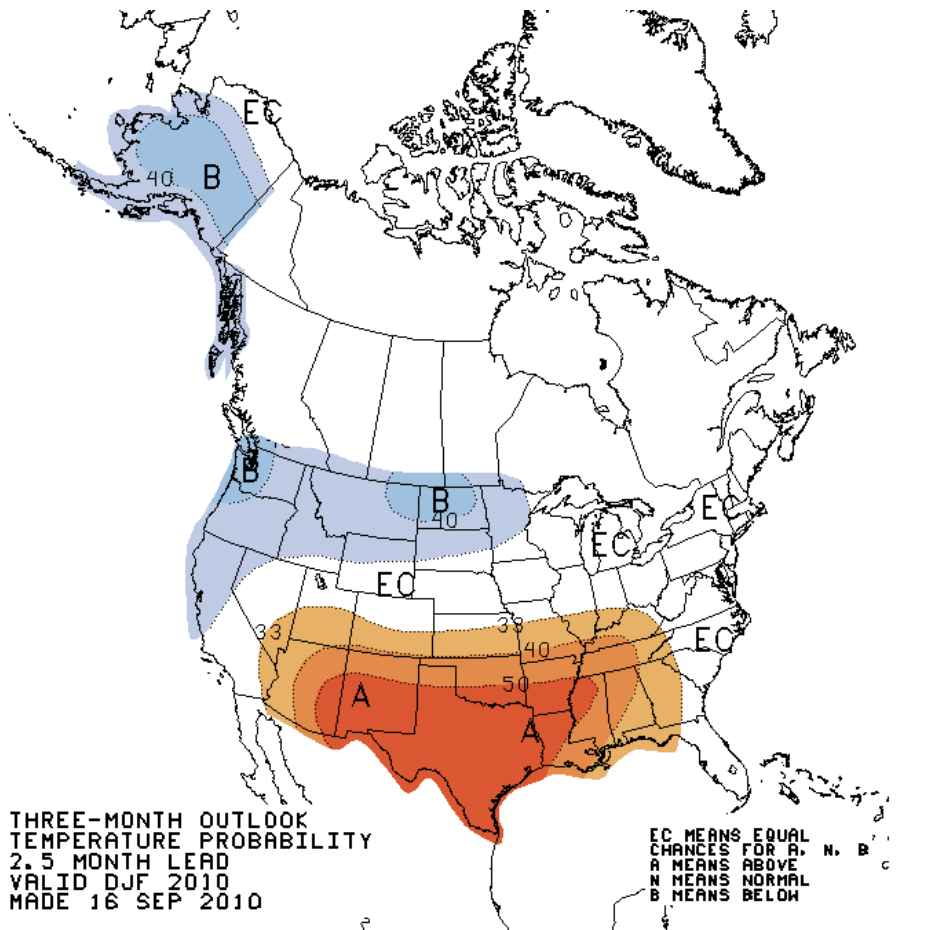 EC
B
40
B
B
40
EC
EC
EC
33
33
EC
40
50
A
A
THREE-MONTH OUTLOOK
TEMPERATURE PROBABILITY
2.5 MONTH LEAD
VALID DJF 2010
MADE 16 SEP 2010
EC MEANS EQUAL
CHANCES FOR A, N, B
A MEANS ABOVE
N MEANS NORMAL
B MEANS BELOW